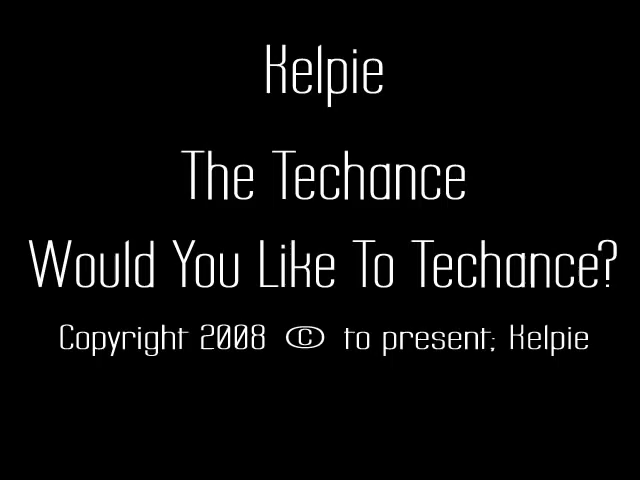 Kelpie
The Techance
Would You Like To Techance?
Copyright 2008 © to present; Kelpie